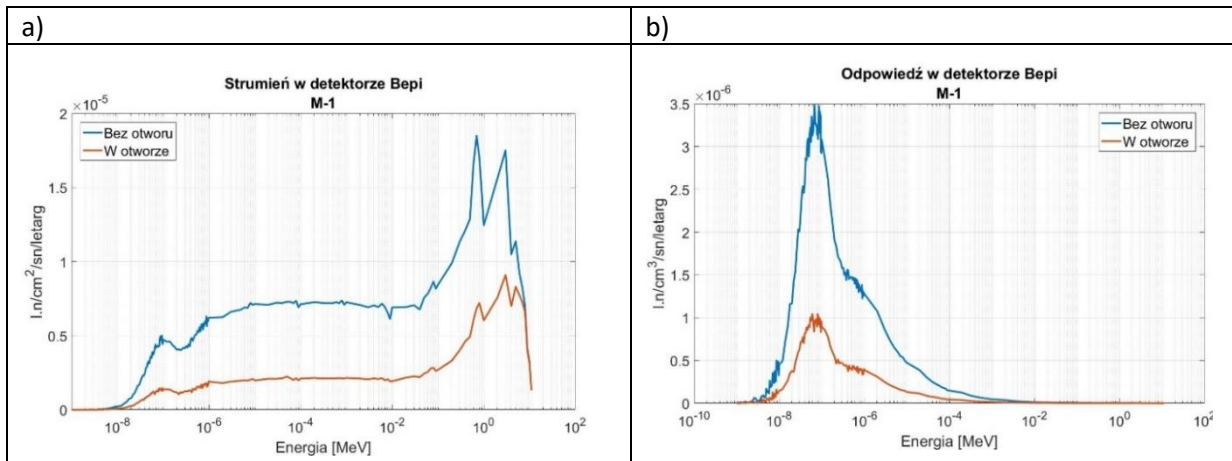 a)
b)
Strumień w detektorze Bepi
M-1
×10⁻⁵
2
1.5
1
0.5
0
I.n/cm²/sn/letarg
Bez otworu
W otworze
10⁻⁸
10⁻⁶
10⁻⁴
10⁻²
10⁰
10²
Energia [MeV]
Odpowiedź w detektorze Bepi
M-1
×10⁻⁶
3.5
3
2.5
2
1.5
1
0.5
0
I.n/cm³/sn/letarg
Bez otworu
W otworze
10⁻¹⁰
10⁻⁸
10⁻⁶
10⁻⁴
10⁻²
10⁰
10²
Energia [MeV]